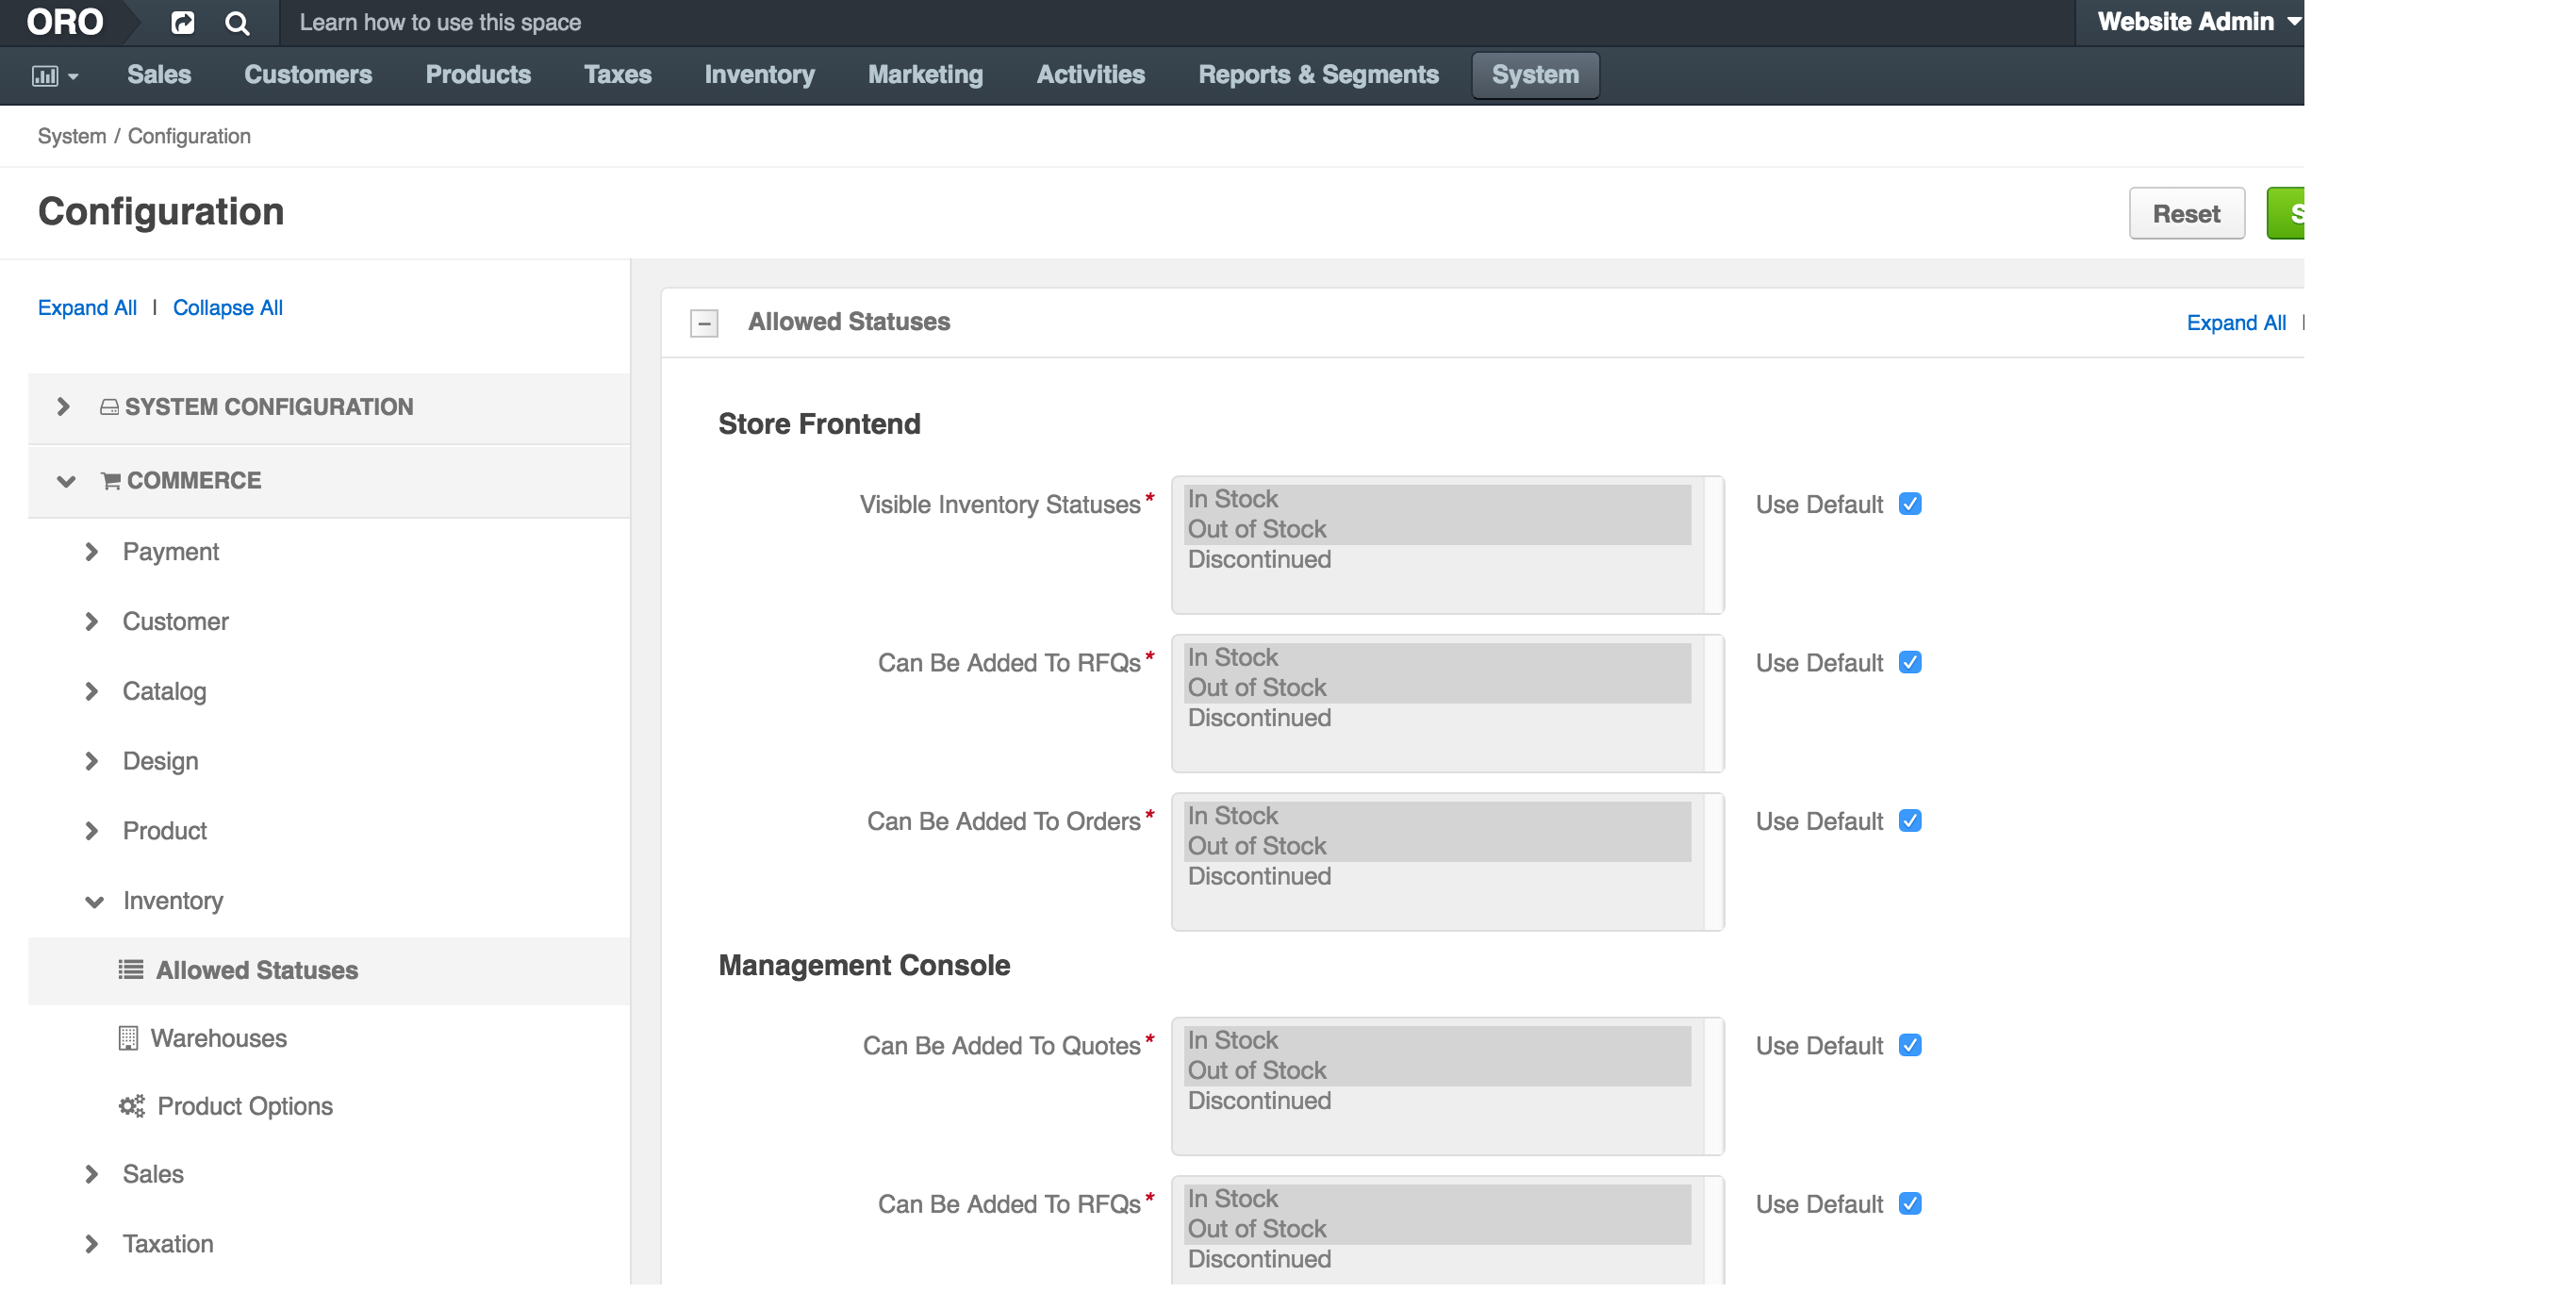 ORO
Learn how to use this space
Website Admin
Sales
Customers
Products
Taxes
Inventory
Marketing
Activities
Reports & Segments
System
System / Configuration
Configuration
Reset
S
Expand All | Collapse All
SYSTEM CONFIGURATION
COMMERCE
Payment
Customer
Catalog
Design
Product
Inventory
Allowed Statuses
Warehouses
Product Options
Sales
Taxation
Allowed Statuses
Expand All |
Store Frontend
Visible Inventory Statuses*
In Stock
Out of Stock
Discontinued
Use Default
Can Be Added To RFQs*
In Stock
Out of Stock
Discontinued
Use Default
Can Be Added To Orders*
In Stock
Out of Stock
Discontinued
Use Default
Management Console
Can Be Added To Quotes*
In Stock
Out of Stock
Discontinued
Use Default
Can Be Added To RFQs*
In Stock
Out of Stock
Discontinued
Use Default